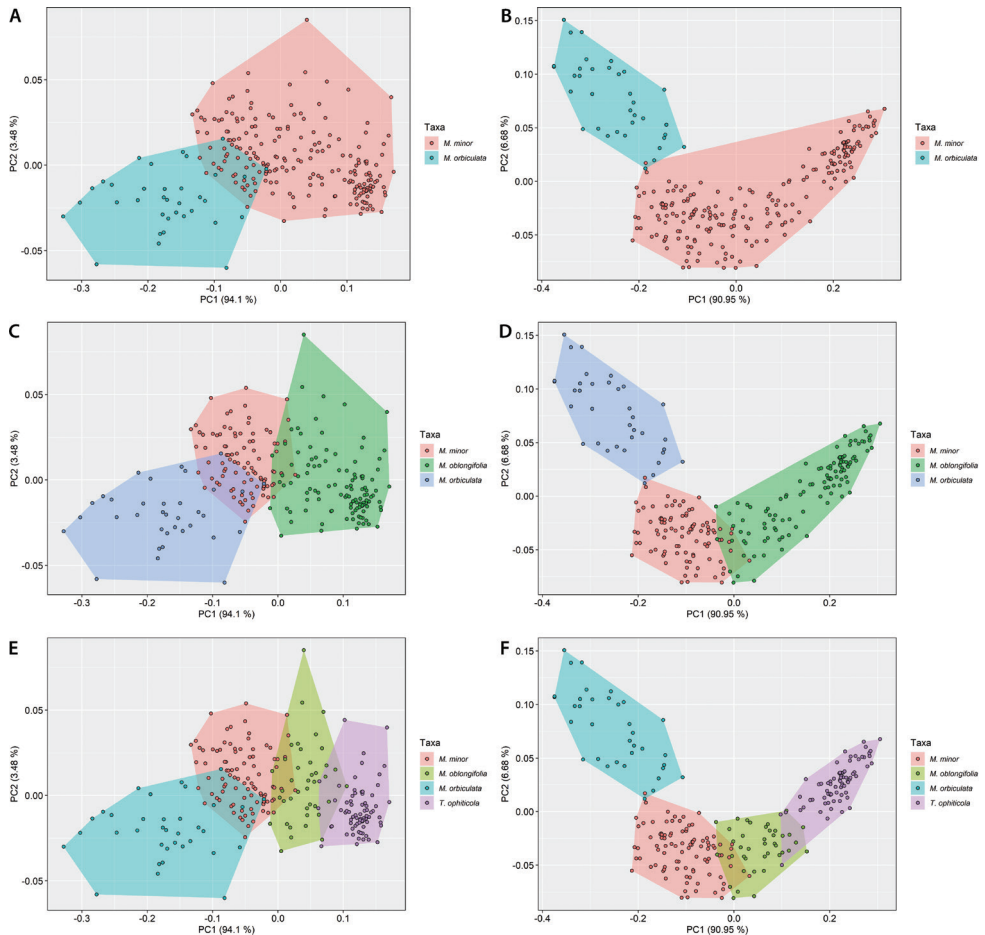 A
PC2 (3.48 %)
0.05
0.00
-0.05
-0.3
-0.2
-0.1
0.0
0.1
PC1 (94.1 %)
Taxa
M. minor
M. orbiculata
B
PC2 (6.68 %)
0.15
0.10
0.05
0.00
-0.05
-0.4
-0.2
0.0
0.2
PC1 (90.95 %)
Taxa
M. minor
M. orbiculata
C
PC2 (3.48 %)
0.05
0.00
-0.05
-0.3
-0.2
-0.1
0.0
0.1
PC1 (94.1 %)
Taxa
M. minor
M. oblongifolia
M. orbiculata
D
PC2 (6.68 %)
0.15
0.10
0.05
0.00
-0.05
-0.4
-0.2
0.0
0.2
PC1 (90.95 %)
Taxa
M. minor
M. oblongifolia
M. orbiculata
E
PC2 (3.48 %)
0.05
0.00
-0.05
-0.3
-0.2
-0.1
0.0
0.1
PC1 (94.1 %)
Taxa
M. minor
M. oblongifolia
M. orbiculata
T. ophiticola
F
PC2 (6.68 %)
0.15
0.10
0.05
0.00
-0.05
-0.4
-0.2
0.0
0.2
PC1 (90.95 %)
Taxa
M. minor
M. oblongifolia
M. orbiculata
T. ophiticola